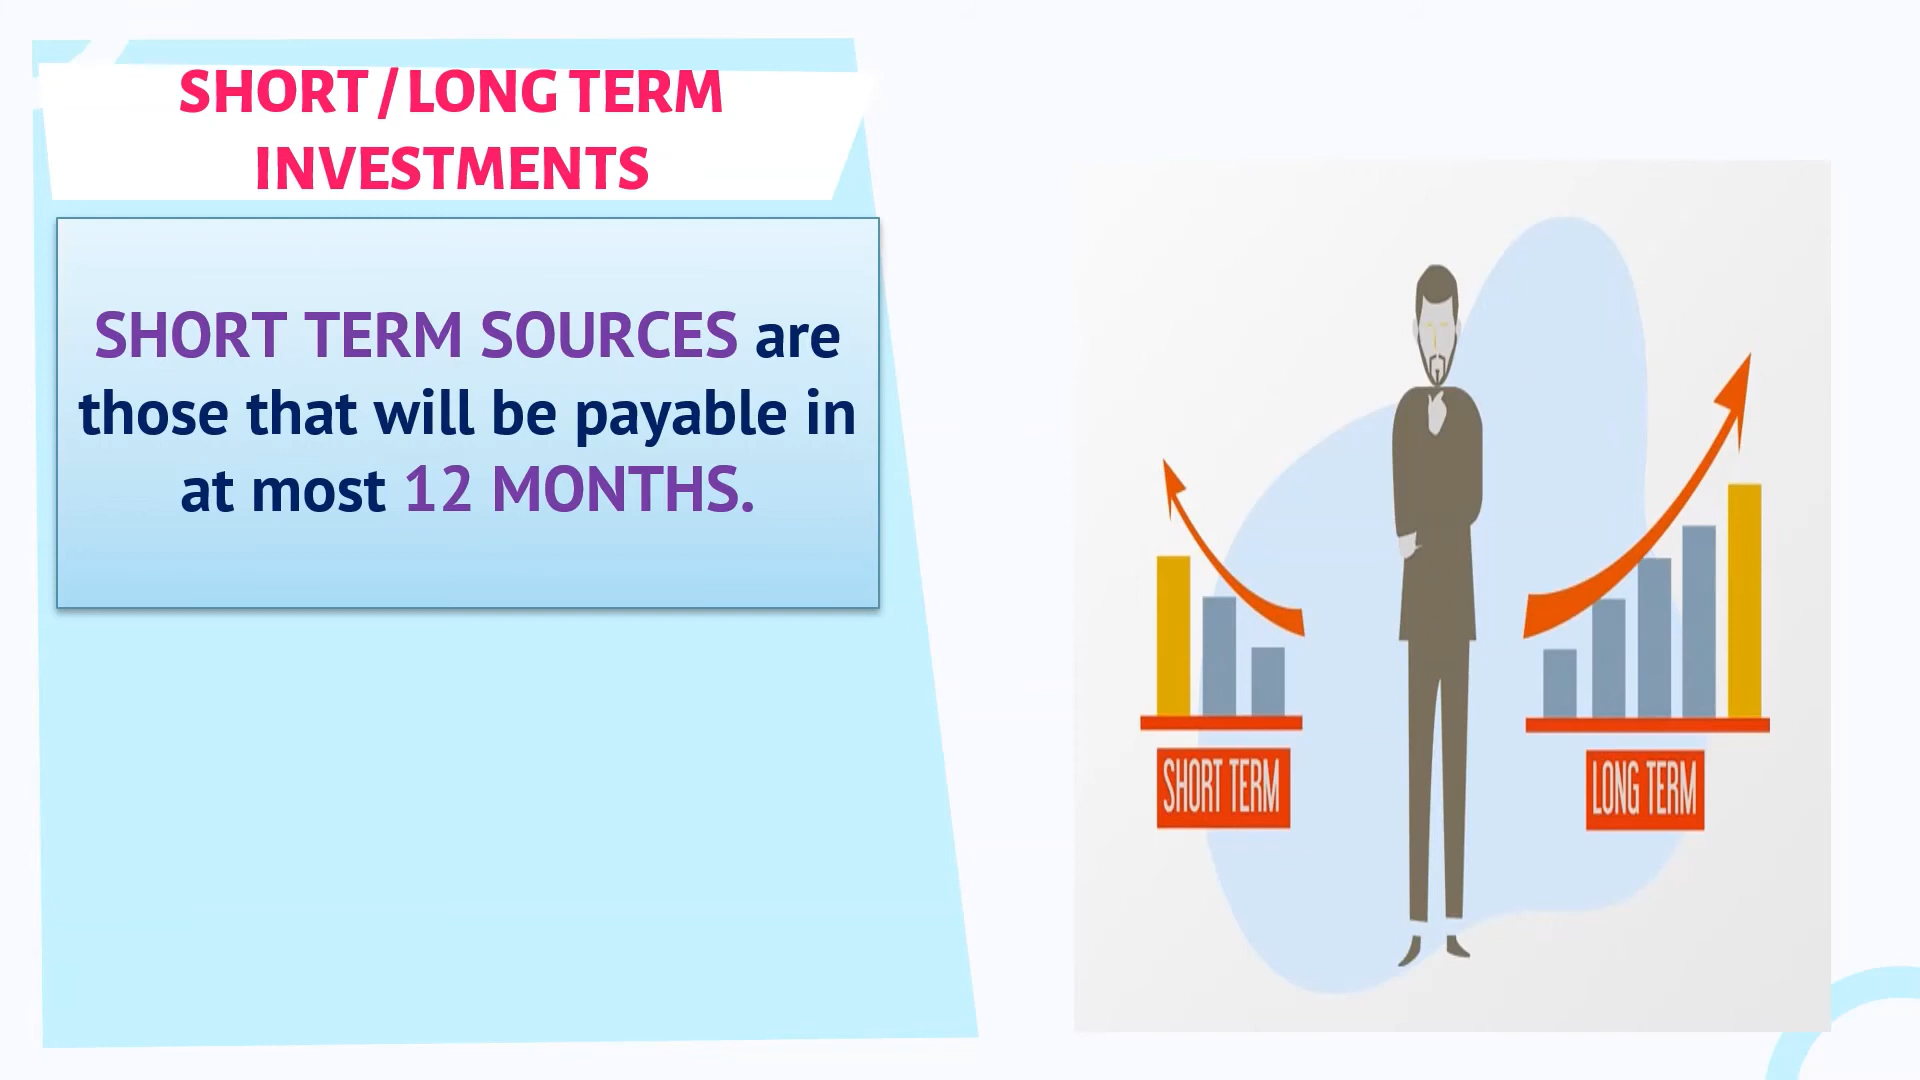 SHORT / LONG TERM
INVESTMENTS
SHORT TERM SOURCES are
those that will be payable in
at most 12 MONTHS.
SHORT TERM
LONG TERM